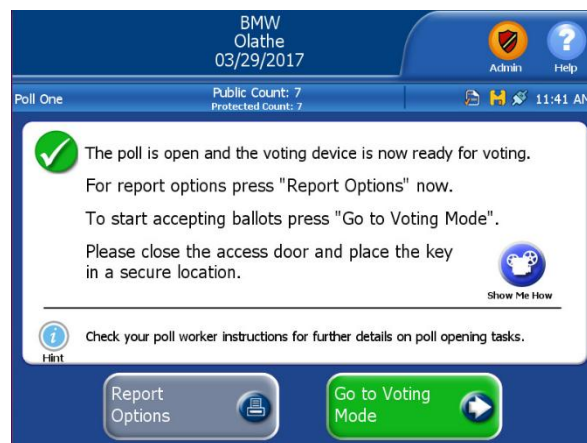 BMW
Olathe
03/29/2017
Admin
Help
Poll One
Public Count: 7
Protected Count: 7
11:41 AM
The poll is open and the voting device is now ready for voting.
For report options press "Report Options" now.
To start accepting ballots press "Go to Voting Mode".
Please close the access door and place the key
in a secure location.
Show Me How
Hint
Check your poll worker instructions for further details on poll opening tasks.
Report
Options
Go to Voting
Mode